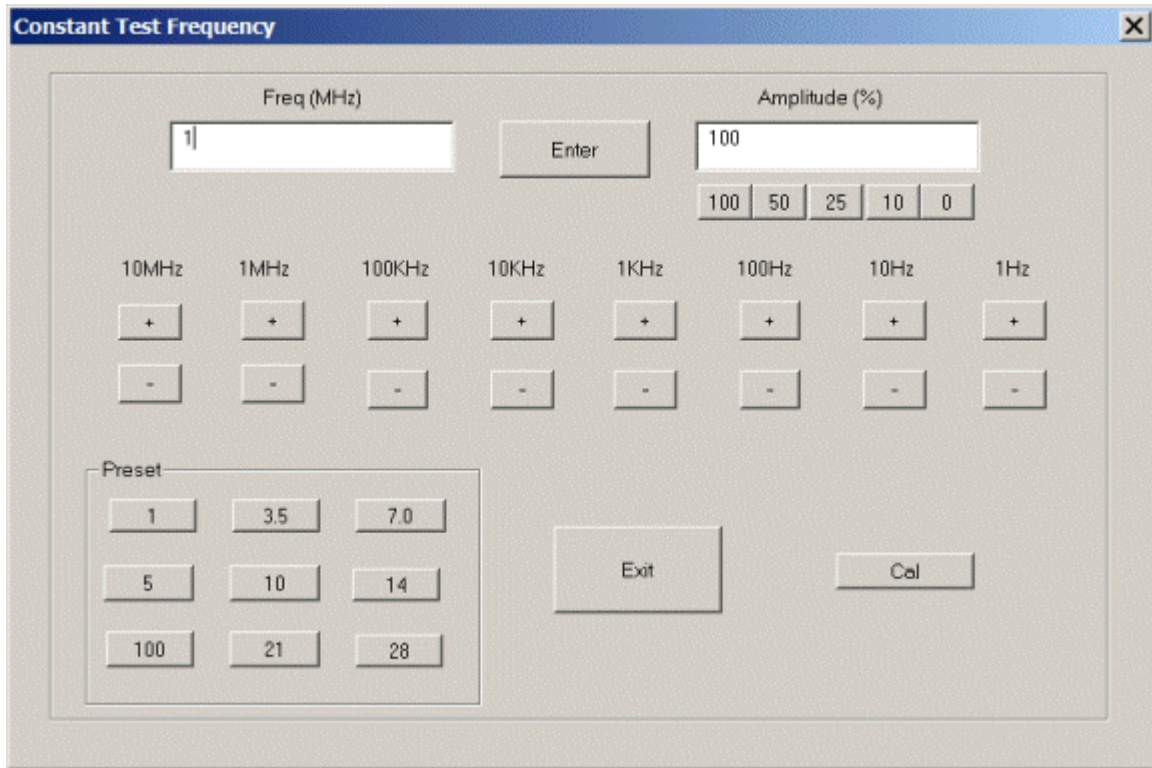 Constant Test Frequency
Freq (MHz)
Amplitude (%)
1
Enter
100
100 50 25 10 0
10MHz 1MHz 100KHz 10KHz 1KHz 100Hz 10Hz 1Hz
+ + + + + + + +
- - - - - - - -
Preset
1 3.5 7.0
5 10 14
100 21 28
Exit
Cal